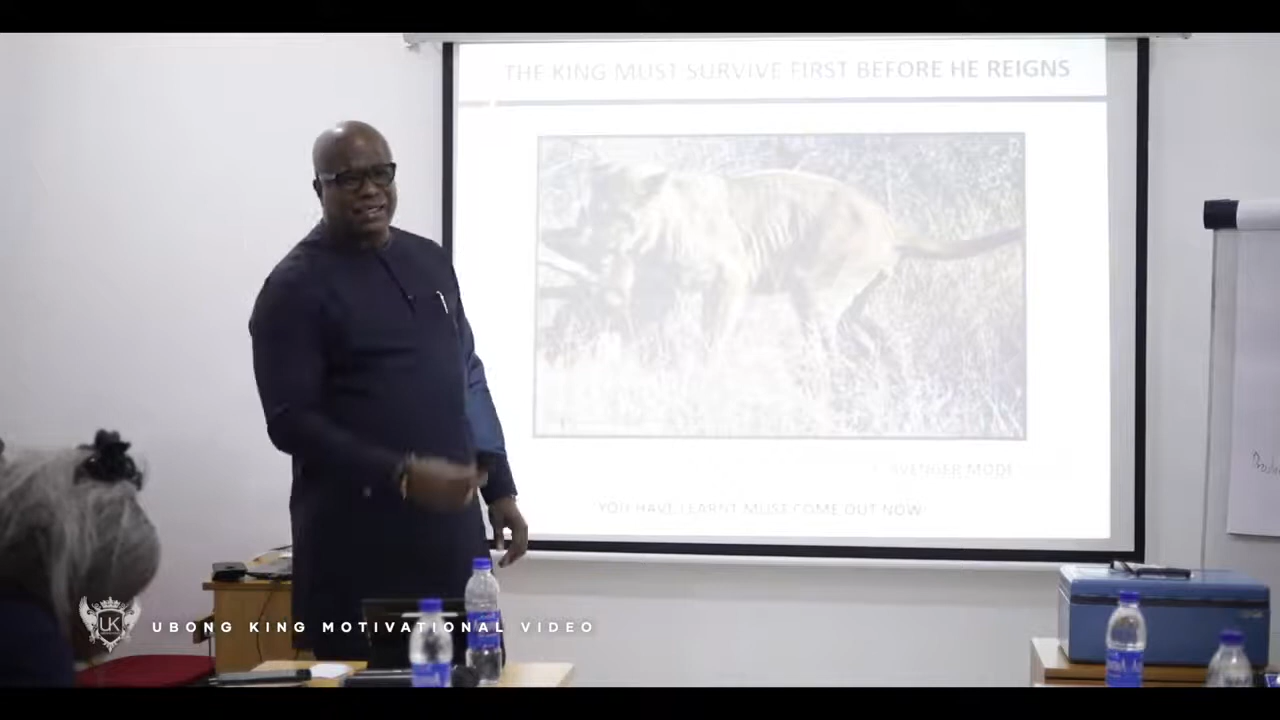 THE KING MUST SURVIVE FIRST BEFORE HE REIGNS
MODE
YOU HAVE LEARNT MUST COME OUT NOW
UK
UBONG KING MOTIVATIONAL VIDEO